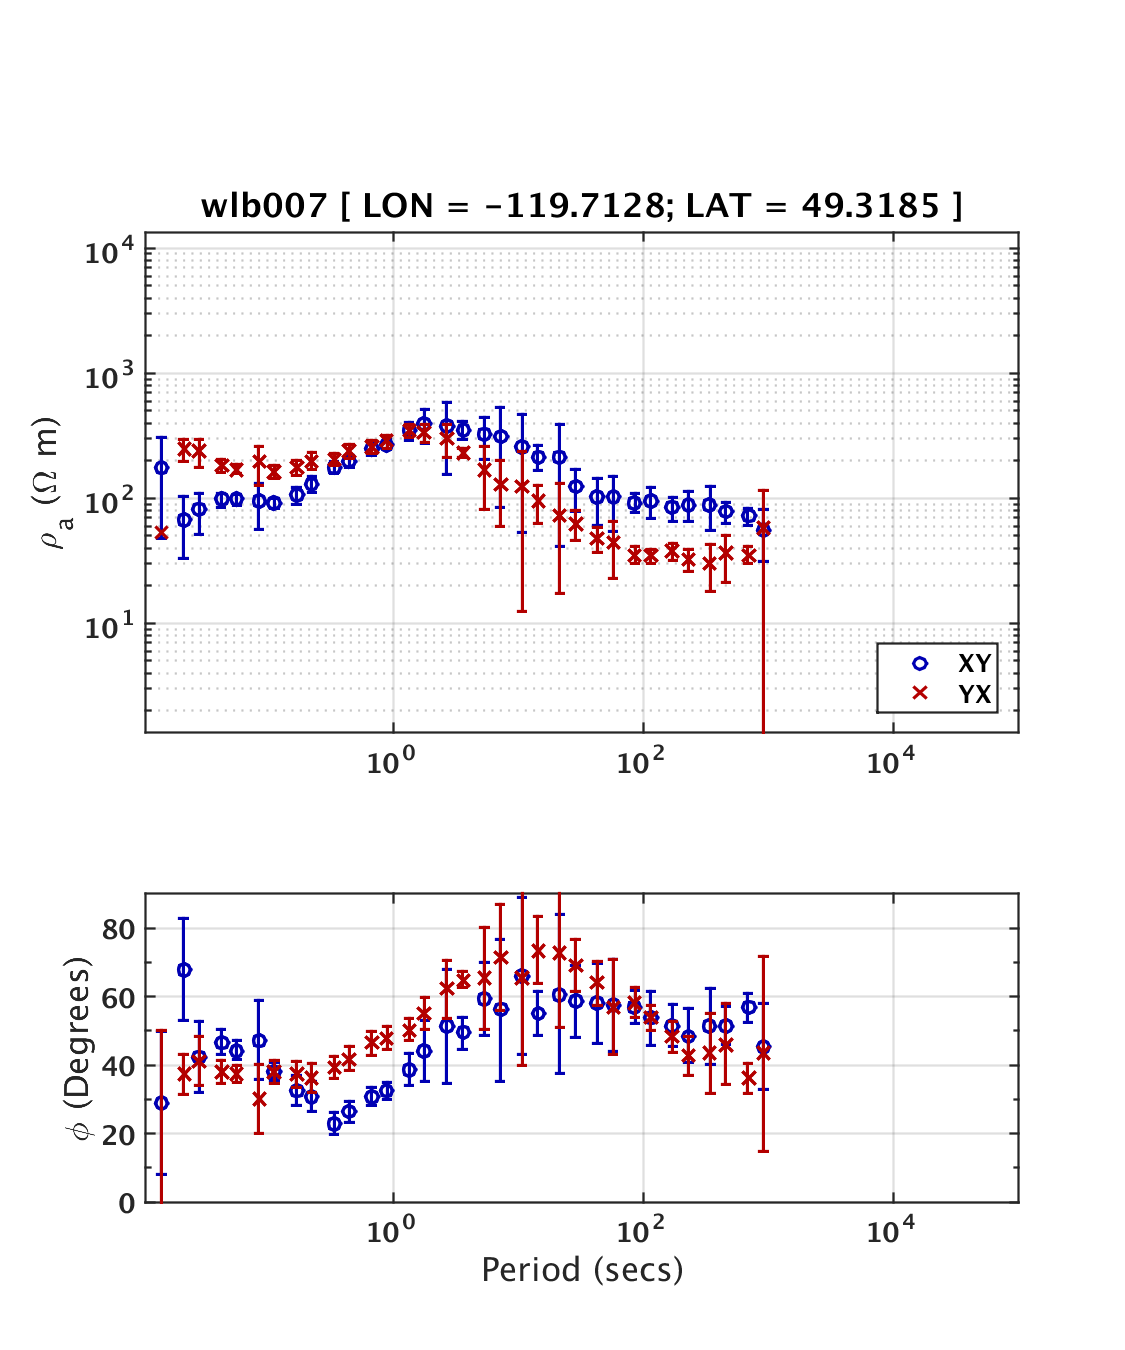 wlb007 [ LON = -119.7128; LAT = 49.3185 ]
ρa (Ω m)
10^4
10^3
10^2
10^1
XY
YX
10^0 10^2 10^4
ϕ (Degrees)
80
60
40
20
0
10^0 10^2 10^4
Period (secs)